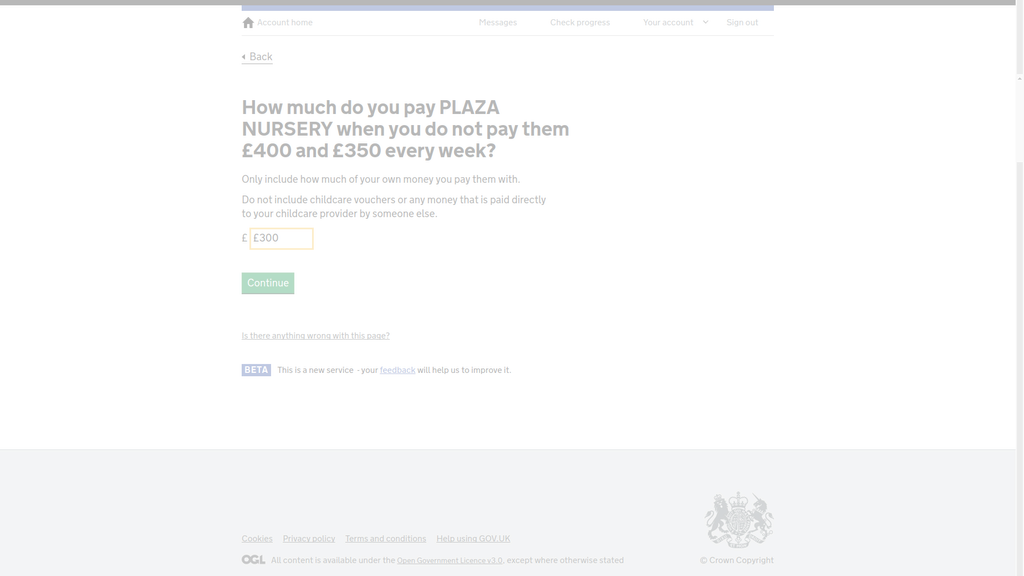 Account home Messages Check progress Your account Sign out
Back
How much do you pay PLAZA
NURSERY when you do not pay them
£400 and £350 every week?
Only include how much of your own money you pay them with.
Do not include childcare vouchers or any money that is paid directly
to your childcare provider by someone else.
£ £300
Continue
Is there anything wrong with this page?
BETA This is a new service - your feedback will help us to improve it.
Cookies Privacy policy Terms and conditions Help using GOV.UK
OGL All content is available under the Open Government Licence v3.0, except where otherwise stated © Crown Copyright